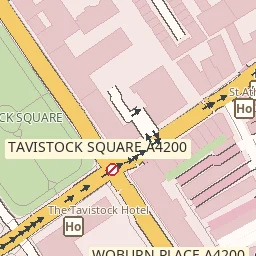 St Ath
Ho
CK SQUARE
TAVISTOCK SQUARE A4200
The Tavistock Hotel
Ho
WOBURN PLACE A4200